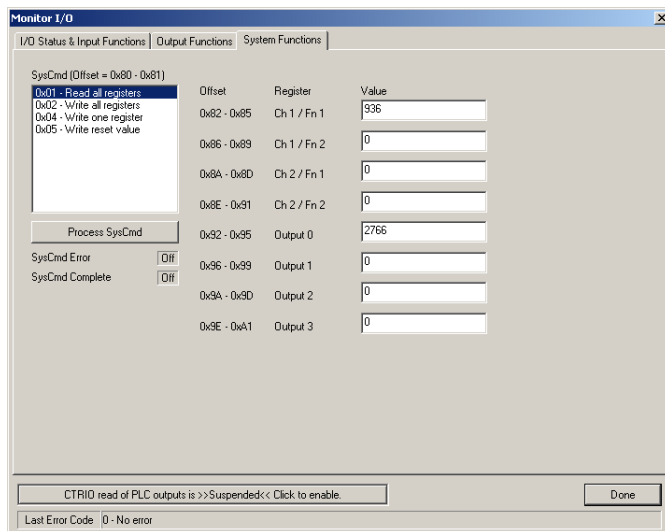 Monitor I/O
I/O Status & Input Functions | Output Functions | System Functions
SysCmd (Offset = 0x80 - 0x81)
0x01 - Read all registers
0x02 - Write all registers
0x04 - Write one register
0x05 - Write reset value
Process SysCmd
SysCmd Error Off
SysCmd Complete Off
Offset Register Value
0x82 - 0x85 Ch 1 / Fn 1 936
0x86 - 0x89 Ch 1 / Fn 2 0
0x8A - 0x8D Ch 2 / Fn 1 0
0x8E - 0x91 Ch 2 / Fn 2 0
0x92 - 0x95 Output 0 2766
0x96 - 0x99 Output 1 0
0x9A - 0x9D Output 2 0
0x9E - 0xA1 Output 3 0
CTRIO read of PLC outputs is >>Suspended<< Click to enable.
Done
Last Error Code 0 - No error